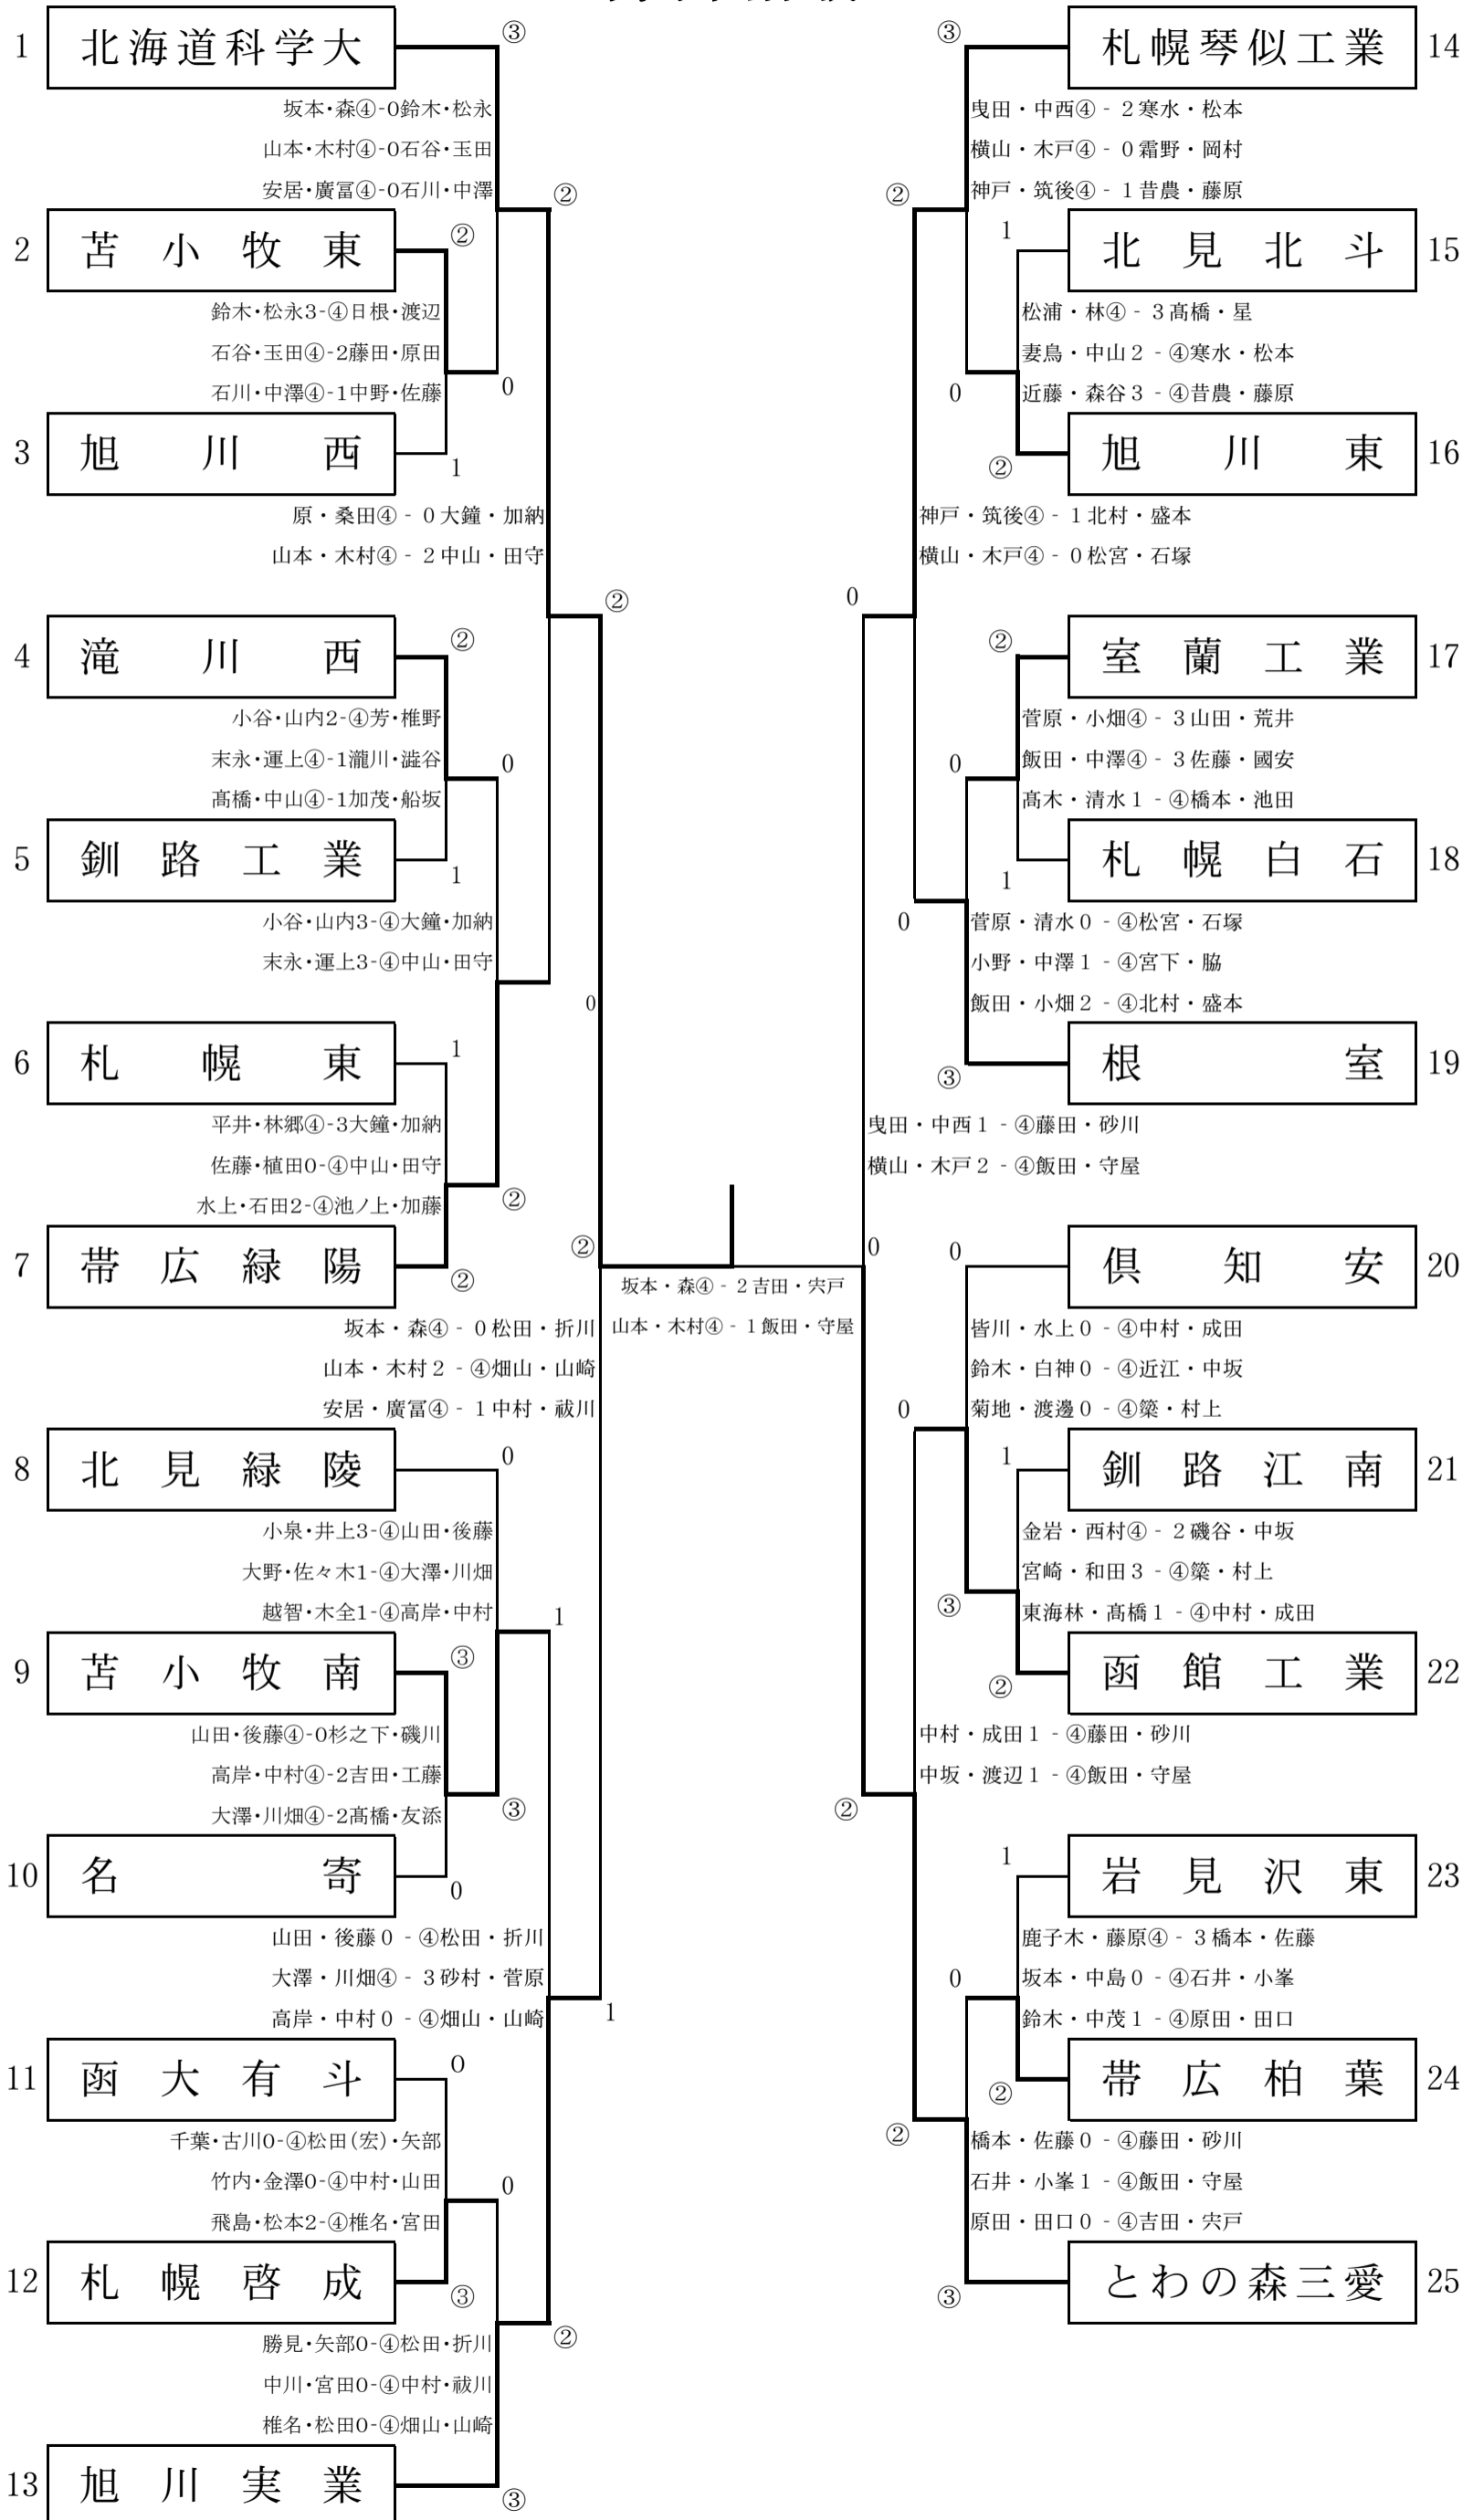 1 北海道科学大 ③
坂本・森④-0鈴木・松永
山本・木村④-0石谷・玉田
安居・廣冨④-0石川・中澤
②
2 苫小牧東 ②
鈴木・松永3-④日根・渡辺
石谷・玉田④-2藤田・原田
石川・中澤④-1中野・佐藤
0
3 旭川西 1
原・桑田④‐0大鐘・加納
山本・木村④‐2中山・田守
②
4 滝川西 ②
小谷・山内2-④芳・椎野
末永・運上④-1瀧川・澁谷
髙橋・中山④-1加茂・船坂
0
5 釧路工業 1
小谷・山内3-④大鐘・加納
末永・運上3-④中山・田守
0
6 札幌東 1
平井・林郷④-3大鐘・加納
佐藤・植田0-④中山・田守
水上・石田2-④池ノ上・加藤
②
7 帯広緑陽 ②
②
坂本・森④‐0松田・折川
山本・木村2‐④畑山・山崎
安居・廣冨④‐1中村・祓川
8 北見緑陵 0
小泉・井上3-④山田・後藤
大野・佐々木1-④大澤・川畑
越智・木全1-④高岸・中村
1
9 苫小牧南 ③
山田・後藤④-0杉之下・磯川
高岸・中村④-2吉田・工藤
大澤・川畑④-2髙橋・友添
③
10 名寄 0
山田・後藤0‐④松田・折川
大澤・川畑④‐3砂村・菅原
高岸・中村0‐④畑山・山崎
1
11 函大有斗 0
千葉・古川0-④松田(宏)・矢部
竹内・金澤0-④中村・山田
飛島・松本2-④椎名・宮田
0
12 札幌啓成 ③
②
勝見・矢部0-④松田・折川
中川・宮田0-④中村・祓川
椎名・松田0-④畑山・山崎
13 旭川実業 ③
坂本・森④‐2吉田・宍戸
山本・木村④‐1飯田・守屋
③ 札幌琴似工業 14
曳田・中西④‐2寒水・松本
横山・木戸④‐0霜野・岡村
神戸・筑後④‐1昔農・藤原
②
1 北見北斗 15
松浦・林④‐3髙橋・星
妻鳥・中山2‐④寒水・松本
近藤・森谷3‐④昔農・藤原
0
② 旭川東 16
神戸・筑後④‐1北村・盛本
横山・木戸④‐0松宮・石塚
0
② 室蘭工業 17
菅原・小畑④‐3山田・荒井
飯田・中澤④‐3佐藤・國安
髙木・清水1‐④橋本・池田
0
1 札幌白石 18
0
菅原・清水0‐④松宮・石塚
小野・中澤1‐④宮下・脇
飯田・小畑2‐④北村・盛本
③ 根室 19
曳田・中西1‐④藤田・砂川
横山・木戸2‐④飯田・守屋
0
0 倶知安 20
皆川・水上0‐④中村・成田
鈴木・白神0‐④近江・中坂
菊地・渡邊0‐④簗・村上
0
1 釧路江南 21
金岩・西村④‐2磯谷・中坂
宮崎・和田3‐④簗・村上
東海林・髙橋1‐④中村・成田
③
② 函館工業 22
中村・成田1‐④藤田・砂川
中坂・渡辺1‐④飯田・守屋
②
1 岩見沢東 23
鹿子木・藤原④‐3橋本・佐藤
坂本・中島0‐④石井・小峯
鈴木・中茂1‐④原田・田口
0
② 帯広柏葉 24
②
橋本・佐藤0‐④藤田・砂川
石井・小峯1‐④飯田・守屋
原田・田口0‐④吉田・宍戸
③ とわの森三愛 25